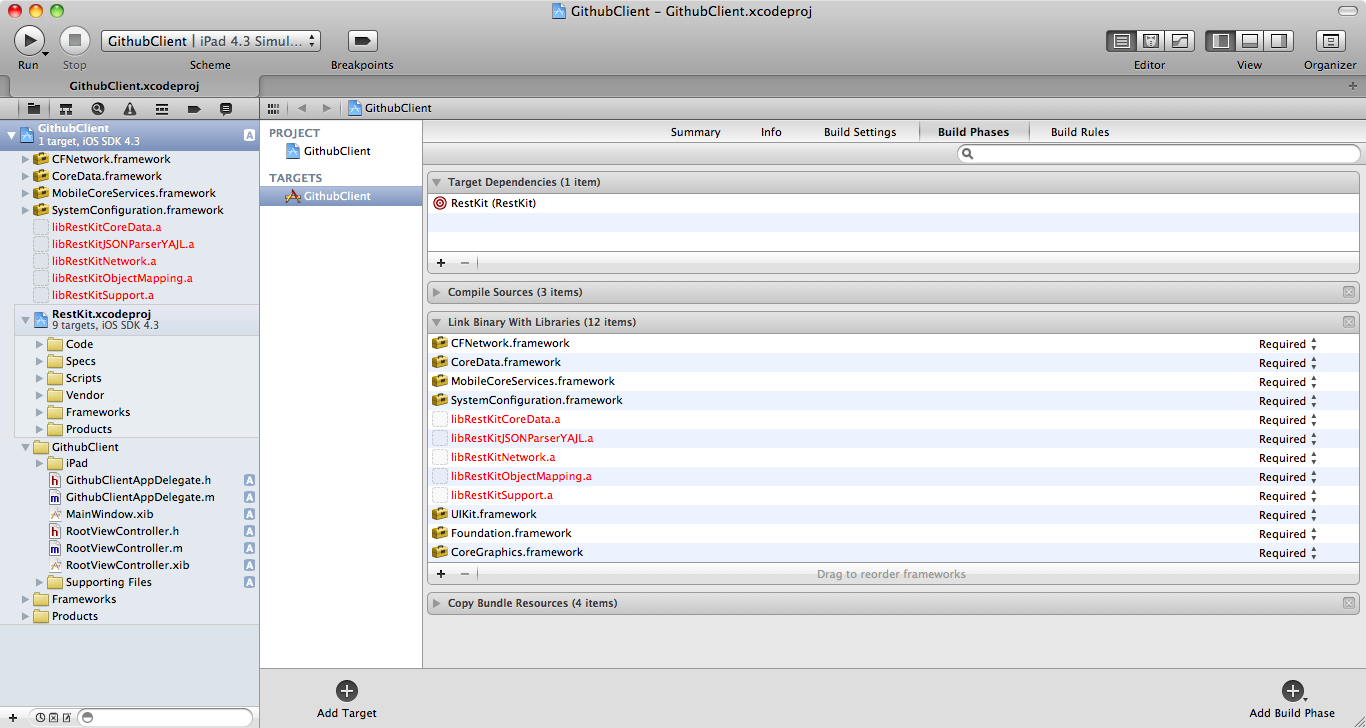 GithubClient – GithubClient.xcodeproj
GithubClient | iPad 4.3 Simul...
Run
Stop
Scheme
Breakpoints
Editor
View
Organizer
GithubClient.xcodeproj
GithubClient
1 target, iOS SDK 4.3
A
CFNetwork.framework
CoreData.framework
MobileCoreServices.framework
SystemConfiguration.framework
libRestKitCoreData.a
libRestKitJSONParserYAJL.a
libRestKitNetwork.a
libRestKitObjectMapping.a
libRestKitSupport.a
RestKit.xcodeproj
9 targets, iOS SDK 4.3
Code
Specs
Scripts
Vendor
Frameworks
Products
GithubClient
iPad
h GithubClientAppDelegate.h A
m GithubClientAppDelegate.m A
MainWindow.xib A
h RootViewController.h A
m RootViewController.m A
RootViewController.xib A
Supporting Files A
Frameworks
Products
GithubClient
PROJECT
GithubClient
TARGETS
GithubClient
Add Target
Summary
Info
Build Settings
Build Phases
Build Rules
Target Dependencies (1 item)
RestKit (RestKit)
Compile Sources (3 items)
Link Binary With Libraries (12 items)
CFNetwork.framework Required
CoreData.framework Required
MobileCoreServices.framework Required
SystemConfiguration.framework Required
libRestKitCoreData.a Required
libRestKitJSONParserYAJL.a Required
libRestKitNetwork.a Required
libRestKitObjectMapping.a Required
libRestKitSupport.a Required
UIKit.framework Required
Foundation.framework Required
CoreGraphics.framework Required
Drag to reorder frameworks
Copy Bundle Resources (4 items)
Add Build Phase